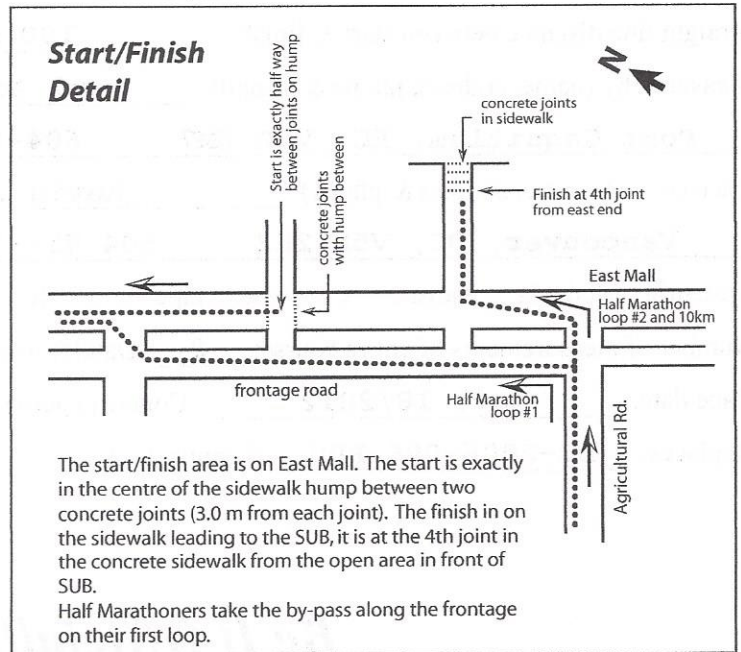 Start/Finish
Detail
N
Start is exactly half way
between joints on hump
concrete joints
with hump between
concrete joints
in sidewalk
Finish at 4th joint
from east end
East Mall
Half Marathon
loop #2 and 10km
frontage road
Half Marathon
loop #1
Agricultural Rd.
The start/finish area is on East Mall. The start is exactly
in the centre of the sidewalk hump between two
concrete joints (3.0 m from each joint). The finish in on
the sidewalk leading to the SUB, it is at the 4th joint in
the concrete sidewalk from the open area in front of
SUB.
Half Marathoners take the by-pass along the frontage
on their first loop.